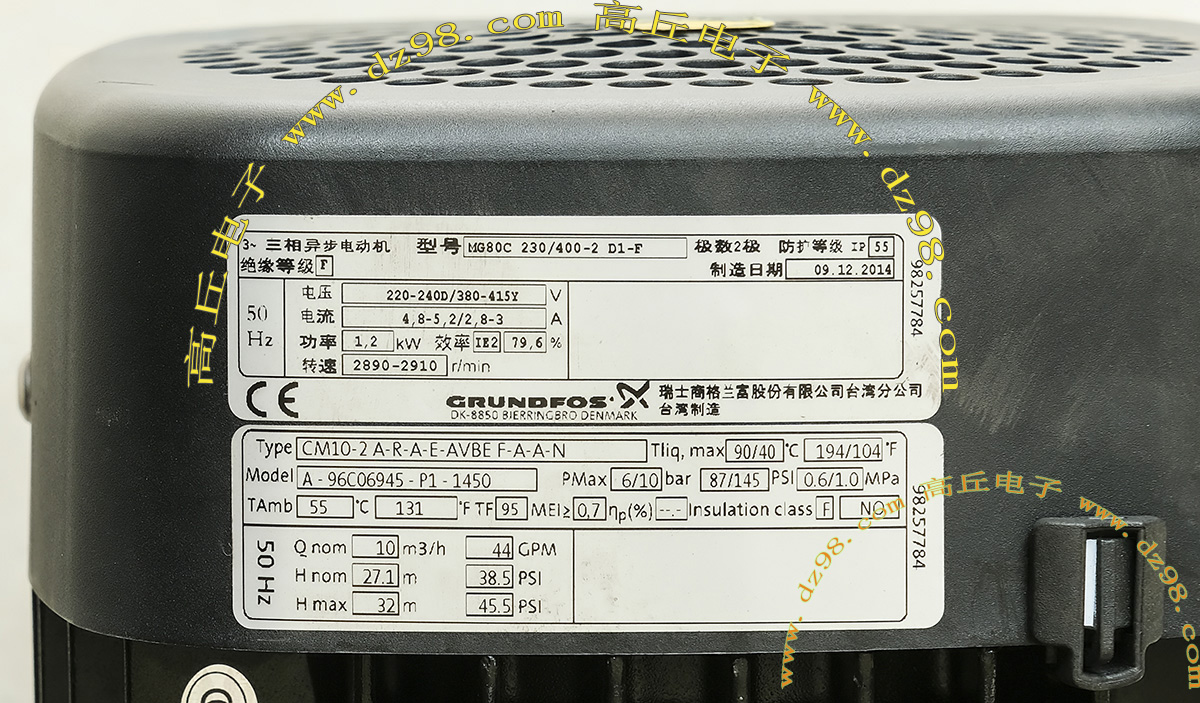 www.dz98.com 高丘电子 www.dz98.com
高丘电子
3~ 三相异步电动机 型号 MG80C 230/400-2 D1-F 极数2极 防护等级 IP 55
绝缘等级 F 制造日期 09.12.2014
50 Hz
电压 220-240D/380-415Y V
电流 4,8-5,2/2,8-3 A
功率 1,2 kW 效率 IE2 79,6 %
转速 2890-2910 r/min
98257784
CE GRUNDFOS 瑞士商格兰富股份有限公司台湾分公司
DK-8850 BJERRINGBRO DENMARK 台湾制造
Type CM10-2 A-R-A-E-AVBE F-A-A-N Tliq, max 90/40 °C 194/104 °F
Model A - 96C06945 - P1 - 1450 PMax 6/10 bar 87/145 PSI 0.6/1.0 MPa
TAmb 55 °C 131 °F TF 95 MEI≥ 0,7 ηp(%) --.- Insulation class F NO
50 Hz
Q nom 10 m3/h 44 GPM
H nom 27.1 m 38.5 PSI
H max 32 m 45.5 PSI
98257784
www.dz98.com 高丘电子 www.dz98.com